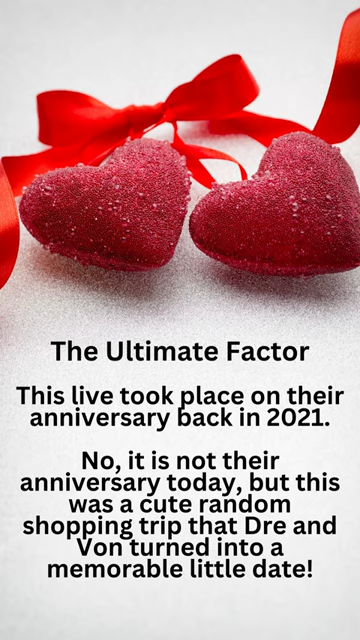 The Ultimate Factor
This live took place on their
anniversary back in 2021.
No, it is not their
anniversary today, but this
was a cute random
shopping trip that Dre and
Von turned into a
memorable little date!